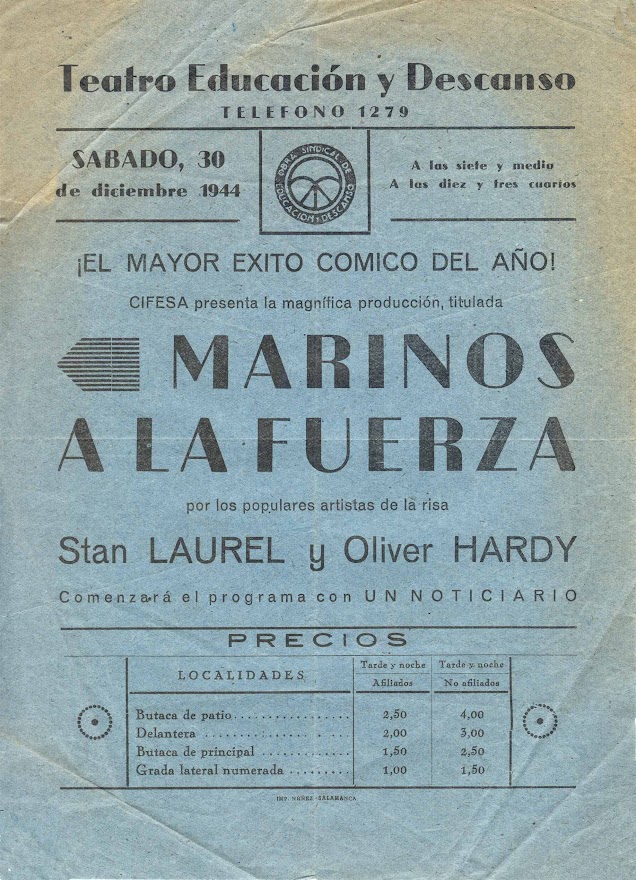 Teatro Educación y Descanso
TELEFONO 1279
SABADO, 30
de diciembre 1944
OBRA SINDICAL DE
EDUCACION Y DESCANSO
A las siete y media
A las diez y tres cuartos
¡EL MAYOR EXITO COMICO DEL AÑO!
CIFESA presenta la magnífica producción, titulada
MARINOS
A LA FUERZA
por los populares artistas de la risa
Stan LAUREL y Oliver HARDY
Comenzará el programa con UN NOTICIARIO
PRECIOS
LOCALIDADES Tarde y noche Tarde y noche
Afiliados No afiliados
Butaca de patio 2,50 4,00
Delantera 2,00 3,00
Butaca de principal 1,50 2,50
Grada lateral numerada 1,00 1,50
IMP. NUÑEZ-SALAMANCA